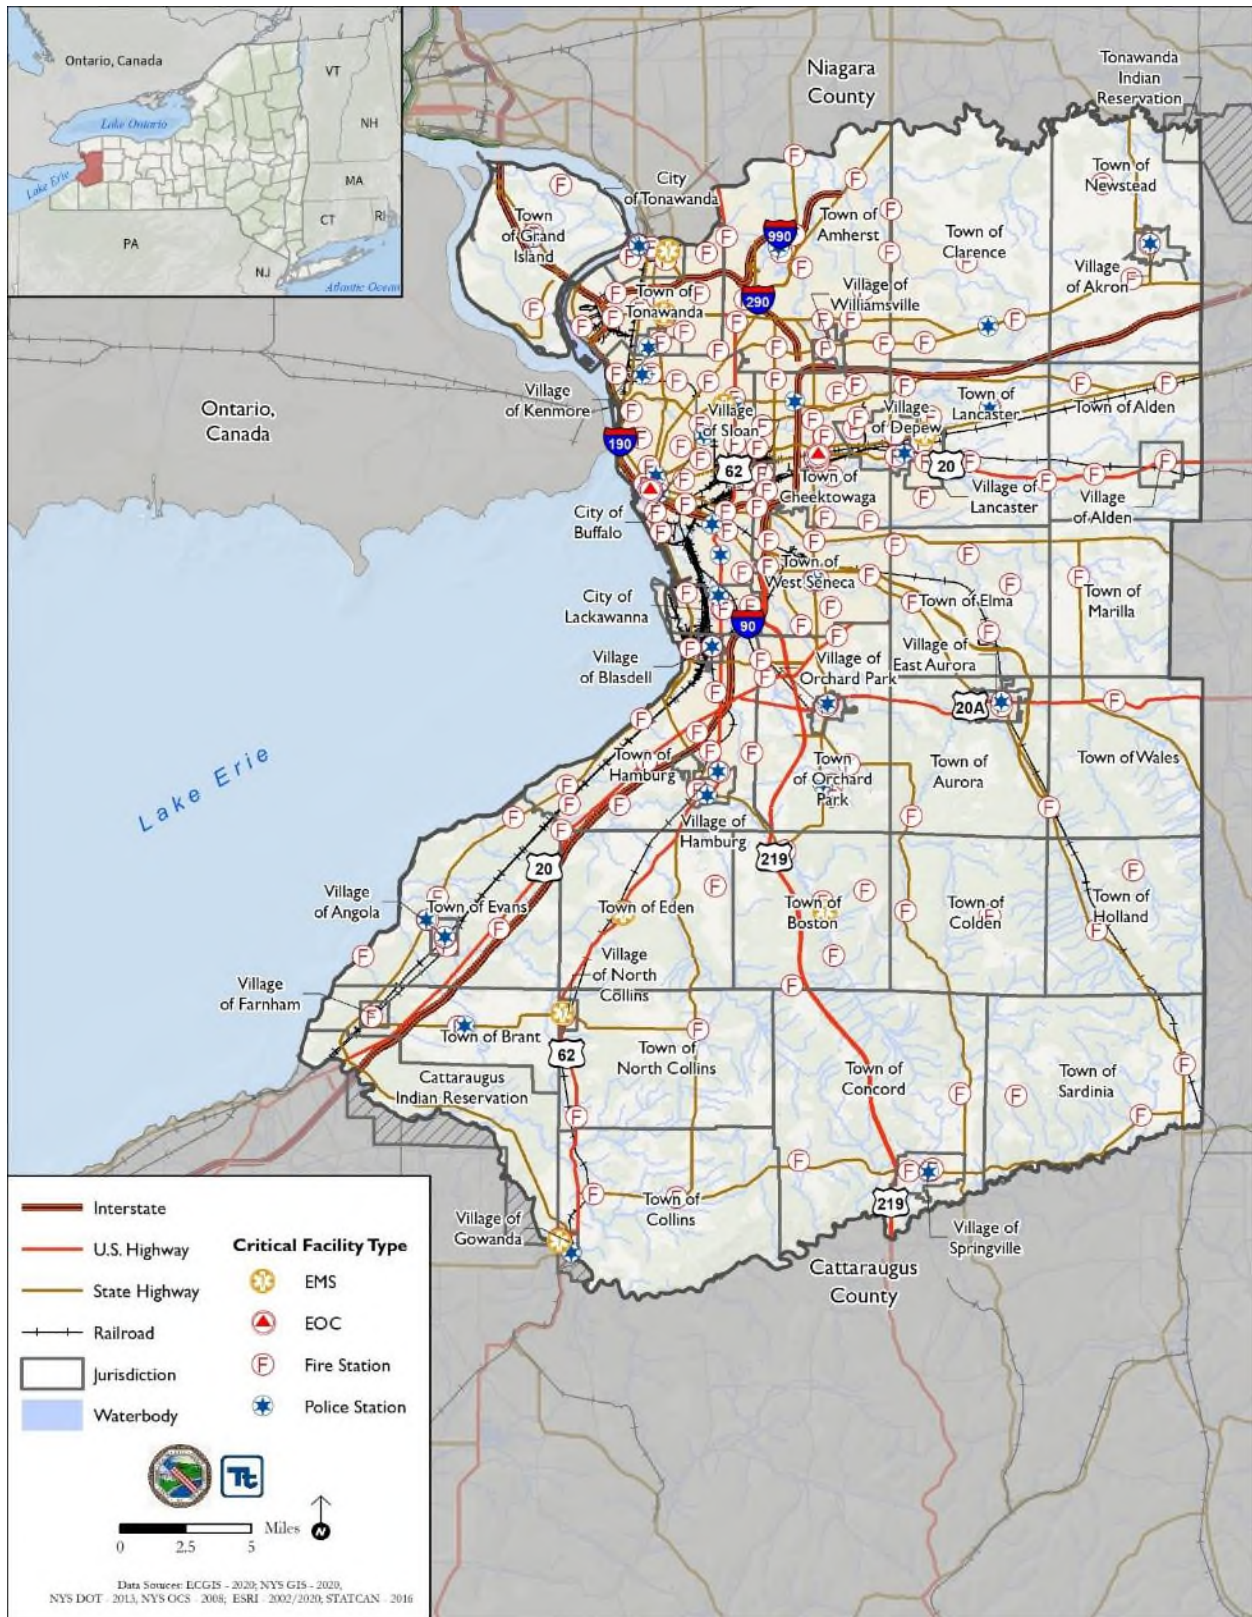 Ontario, Canada
VT
NH
Lake Ontario
MA
Lake Erie
CT
RI
PA
NJ
Atlantic Ocean
Niagara
County
Tonawanda
Indian
Reservation
Town of
Newstead
City
of Tonawanda
Town
of Grand
Island
990
Town of
Amherst
Town of
Clarence
Village
of Akron
Village of
Williamsville
290
Town of
Tonawanda
Village
of Kenmore
Ontario,
Canada
190
Village
of Sloan
Village
of Depew
Town of
Lancaster
Town of Alden
62
20
Town of
Cheektowaga
Village of
Lancaster
Village
of Alden
City of
Buffalo
Town of
West Seneca
City of
Lackawanna
90
Town of Elma
Town of
Marilla
Village of
East Aurora
Village
of Blasdell
Village of
Orchard Park
20A
Lake Erie
Town of
Hamburg
Town
of Orchard
Park
Town of
Aurora
Town of Wales
Village of
Hamburg
20
219
Village
of Angola
Town of Evans
Town of Eden
Town of
Boston
Town of
Colden
Town of
Holland
Village
of North
Collins
Village
of Farnham
Town of Brant
62
Town of
North Collins
Town of
Concord
Town of
Sardinia
Cattaraugus
Indian Reservation
Town of
Collins
219
Village of
Gowanda
Village of
Springville
Cattaraugus
County
Interstate
U.S. Highway
State Highway
Railroad
Jurisdiction
Waterbody
Critical Facility Type
EMS
EOC
F Fire Station
Police Station
Tt
Miles
0 2.5 5
N
Data Sources: ECGIS - 2020; NYS GIS - 2020,
NYS DOT - 2013, NYS OCS - 2008; ESRI - 2002/2020; STATCAN - 2016